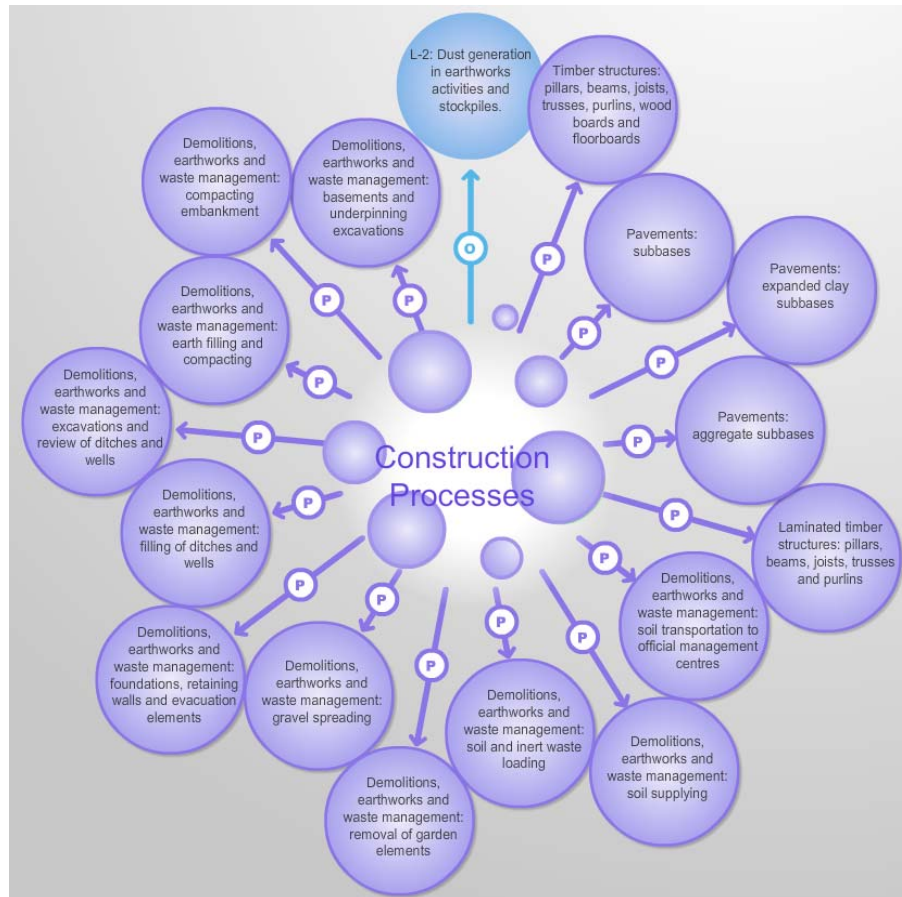 L-2: Dust generation
in earthworks
activities and
stockpiles.
O
Timber structures:
pillars, beams, joists,
trusses, purlins, wood
boards and
floorboards
P
Pavements:
subbases
P
Pavements:
expanded clay
subbases
P
Pavements:
aggregate subbases
P
Laminated timber
structures: pillars,
beams, joists, trusses
and purlins
P
Demolitions,
earthworks and
waste management:
soil transportation to
official management
centres
P
Demolitions,
earthworks and
waste management:
soil supplying
P
Demolitions,
earthworks and
waste management:
soil and inert waste
loading
P
Demolitions,
earthworks and
waste management:
removal of garden
elements
P
Demolitions,
earthworks and
waste management:
gravel spreading
P
Demolitions,
earthworks and
waste management:
foundations, retaining
walls and evacuation
elements
P
Demolitions,
earthworks and
waste management:
filling of ditches and
wells
P
Demolitions,
earthworks and
waste management:
excavations and
review of ditches and
wells
P
Demolitions,
earthworks and
waste management:
earth filling and
compacting
P
Demolitions,
earthworks and
waste management:
compacting
embankment
P
Demolitions,
earthworks and
waste management:
basements and
underpinning
excavations
P
Construction
Processes